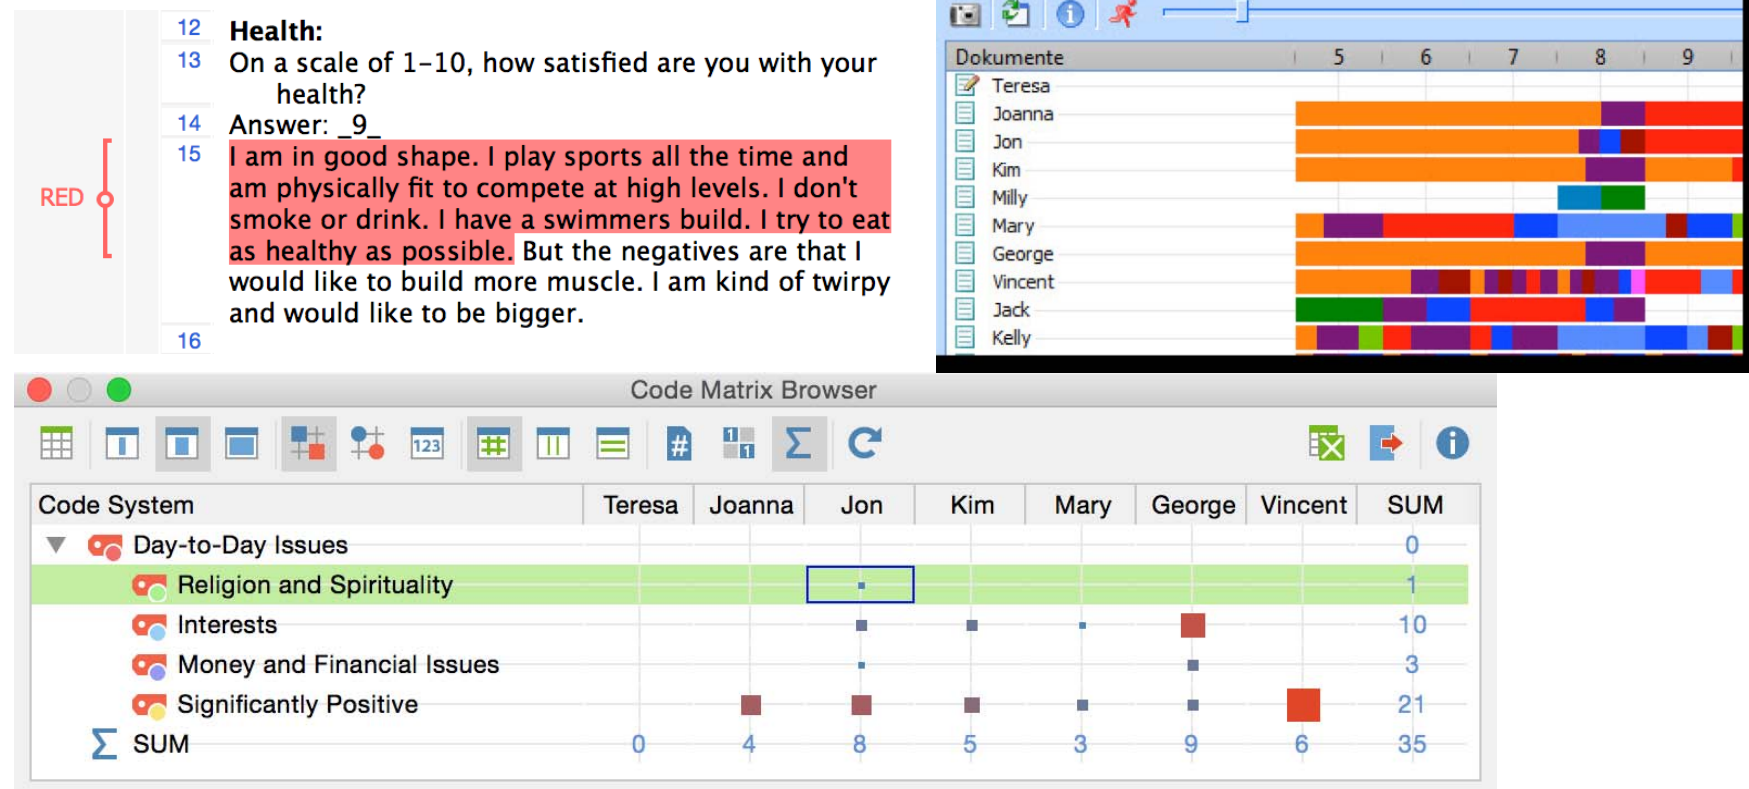 12 Health:
13 On a scale of 1–10, how satisfied are you with your
health?
14 Answer: _9_
15 I am in good shape. I play sports all the time and
am physically fit to compete at high levels. I don't
RED smoke or drink. I have a swimmers build. I try to eat
as healthy as possible. But the negatives are that I
would like to build more muscle. I am kind of twirpy
and would like to be bigger.
16
Dokumente 5 6 7 8 9
Teresa
Joanna
Jon
Kim
Milly
Mary
George
Vincent
Jack
Kelly
Code Matrix Browser
123 # 1 1 Σ
Code System Teresa Joanna Jon Kim Mary George Vincent SUM
Day-to-Day Issues 0
Religion and Spirituality 1
Interests 10
Money and Financial Issues 3
Significantly Positive 21
Σ SUM 0 4 8 5 3 9 6 35